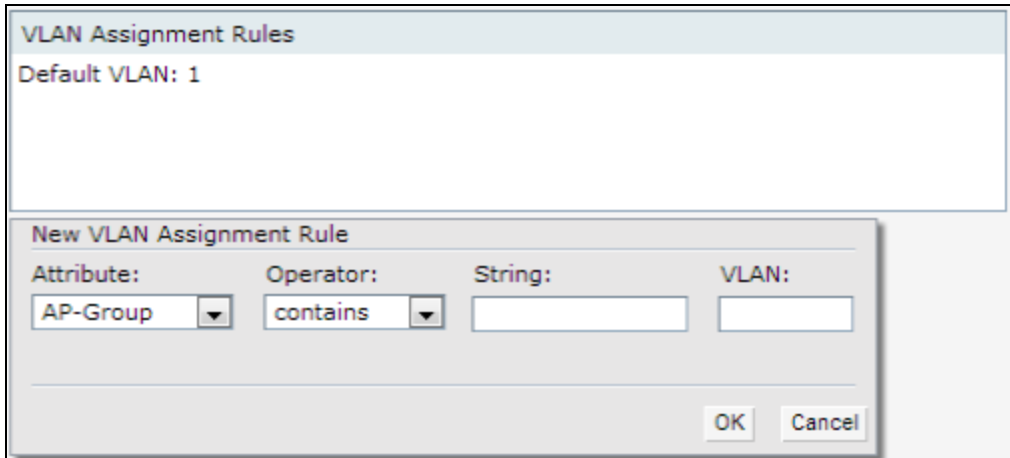 VLAN Assignment Rules
Default VLAN: 1
New VLAN Assignment Rule
Attribute: Operator: String: VLAN:
AP-Group contains
OK Cancel